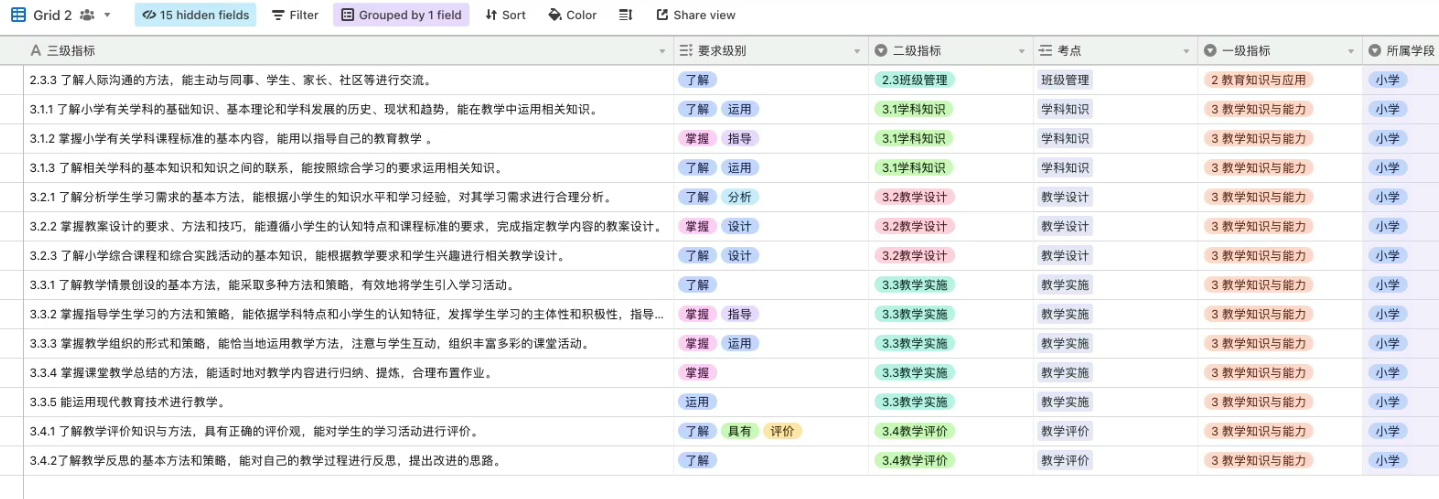 Grid 2 15 hidden fields Filter Grouped by 1 field Sort Color Share view
三级指标 要求级别 二级指标 考点 一级指标 所属学段
2.3.3 了解人际沟通的方法，能主动与同事、学生、家长、社区等进行交流。 了解 2.3班级管理 班级管理 2 教育知识与应用 小学
3.1.1 了解小学有关学科的基础知识、基本理论和学科发展的历史、现状和趋势，能在教学中运用相关知识。 了解 运用 3.1学科知识 学科知识 3 教学知识与能力 小学
3.1.2 掌握小学有关学科课程标准的基本内容，能用以指导自己的教育教学 。 掌握 指导 3.1学科知识 学科知识 3 教学知识与能力 小学
3.1.3 了解相关学科的基本知识和知识之间的联系，能按照综合学习的要求运用相关知识。 了解 运用 3.1学科知识 学科知识 3 教学知识与能力 小学
3.2.1 了解分析学生学习需求的基本方法，能根据小学生的知识水平和学习经验，对其学习需求进行合理分析。 了解 分析 3.2教学设计 教学设计 3 教学知识与能力 小学
3.2.2 掌握教案设计的要求、方法和技巧，能遵循小学生的认知特点和课程标准的要求，完成指定教学内容的教案设计。 掌握 设计 3.2教学设计 教学设计 3 教学知识与能力 小学
3.2.3 了解小学综合课程和综合实践活动的基本知识，能根据教学要求和学生兴趣进行相关教学设计。 了解 设计 3.2教学设计 教学设计 3 教学知识与能力 小学
3.3.1 了解教学情景创设的基本方法，能采取多种方法和策略，有效地将学生引入学习活动。 了解 3.3教学实施 教学实施 3 教学知识与能力 小学
3.3.2 掌握指导学生学习的方法和策略，能依据学科特点和小学生的认知特征，发挥学生学习的主体性和积极性，指导... 掌握 指导 3.3教学实施 教学实施 3 教学知识与能力 小学
3.3.3 掌握教学组织的形式和策略，能恰当地运用教学方法，注意与学生互动，组织丰富多彩的课堂活动。 掌握 运用 3.3教学实施 教学实施 3 教学知识与能力 小学
3.3.4 掌握课堂教学总结的方法，能适时地对教学内容进行归纳、提炼，合理布置作业。 掌握 3.3教学实施 教学实施 3 教学知识与能力 小学
3.3.5 能运用现代教育技术进行教学。 运用 3.3教学实施 教学实施 3 教学知识与能力 小学
3.4.1 了解教学评价知识与方法，具有正确的评价观，能对学生的学习活动进行评价。 了解 具有 评价 3.4教学评价 教学评价 3 教学知识与能力 小学
3.4.2了解教学反思的基本方法和策略，能对自己的教学过程进行反思，提出改进的思路。 了解 3.4教学评价 教学评价 3 教学知识与能力 小学